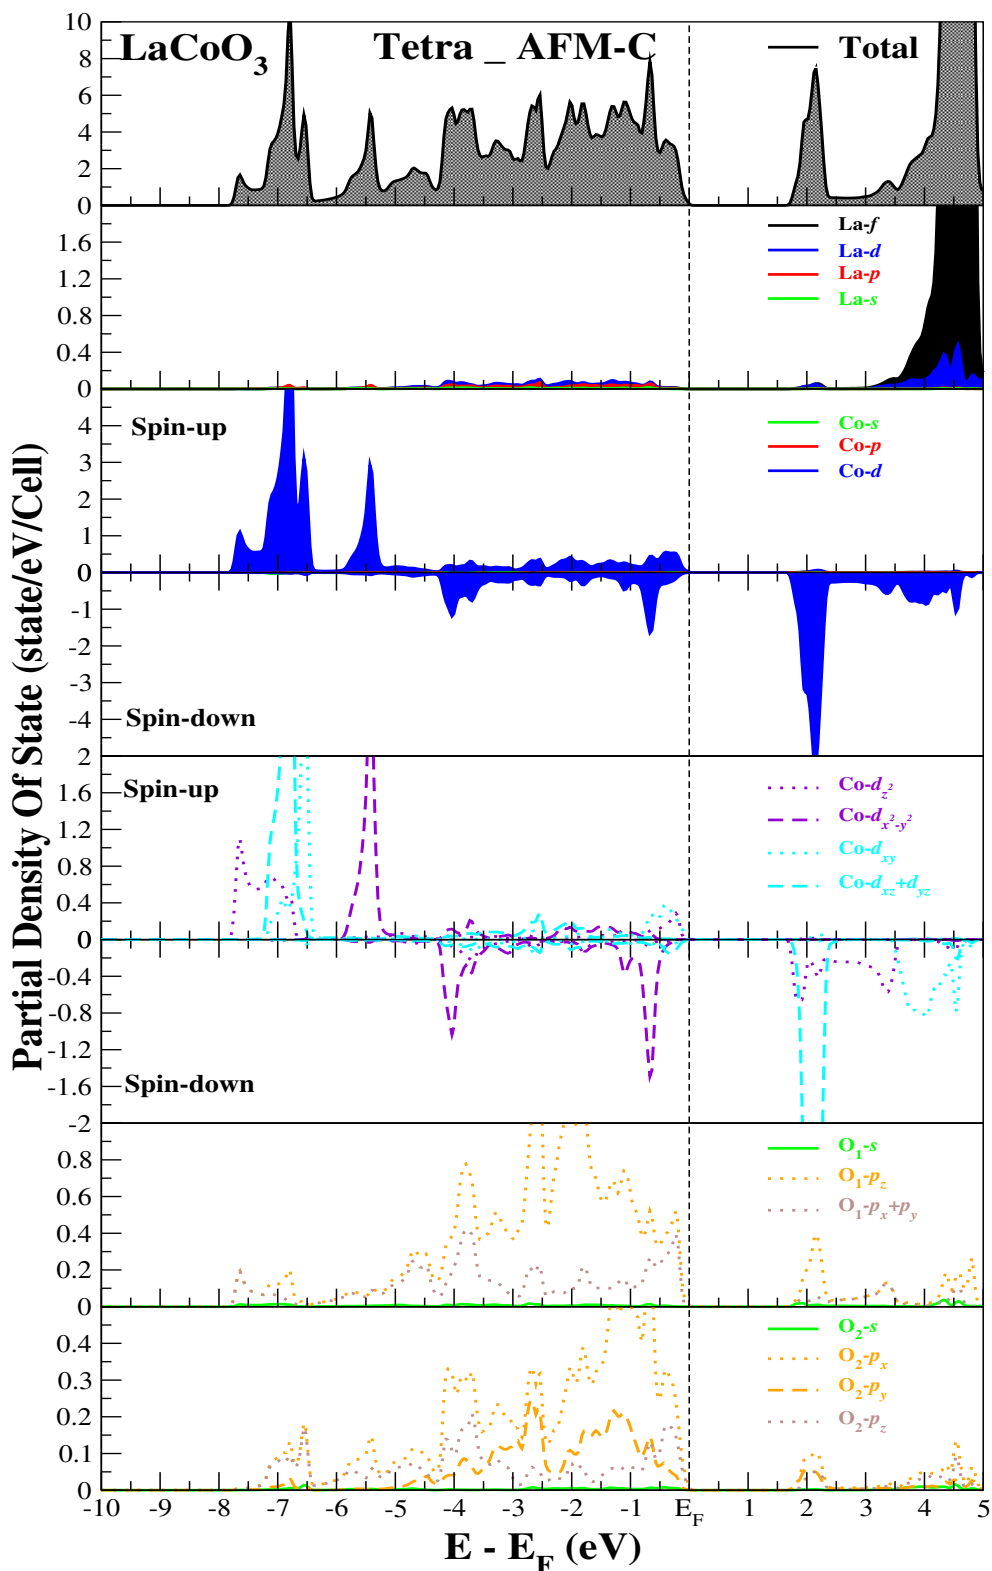 LaCoO3 Tetra _ AFM-C Total
10
8
6
4
2
0
La-f
La-d
La-p
La-s
1.6
1.2
0.8
0.4
0
Spin-up
Co-s
Co-p
Co-d
4
3
2
1
0
-1
-2
-3
-4
Spin-down
2
1.6
1.2
0.8
0.4
0
-0.4
-0.8
-1.2
-1.6
-2
Spin-up
Co-dz2
Co-dx2-y2
Co-dxy
Co-dxz+dyz
Spin-down
O1-s
O1-pz
O1-px+py
0.8
0.6
0.4
0.2
0
O2-s
O2-px
O2-py
O2-pz
0.4
0.3
0.2
0.1
0
-10 -9 -8 -7 -6 -5 -4 -3 -2 -1 EF 1 2 3 4 5
E - EF (eV)
Partial Density Of State (state/eV/Cell)